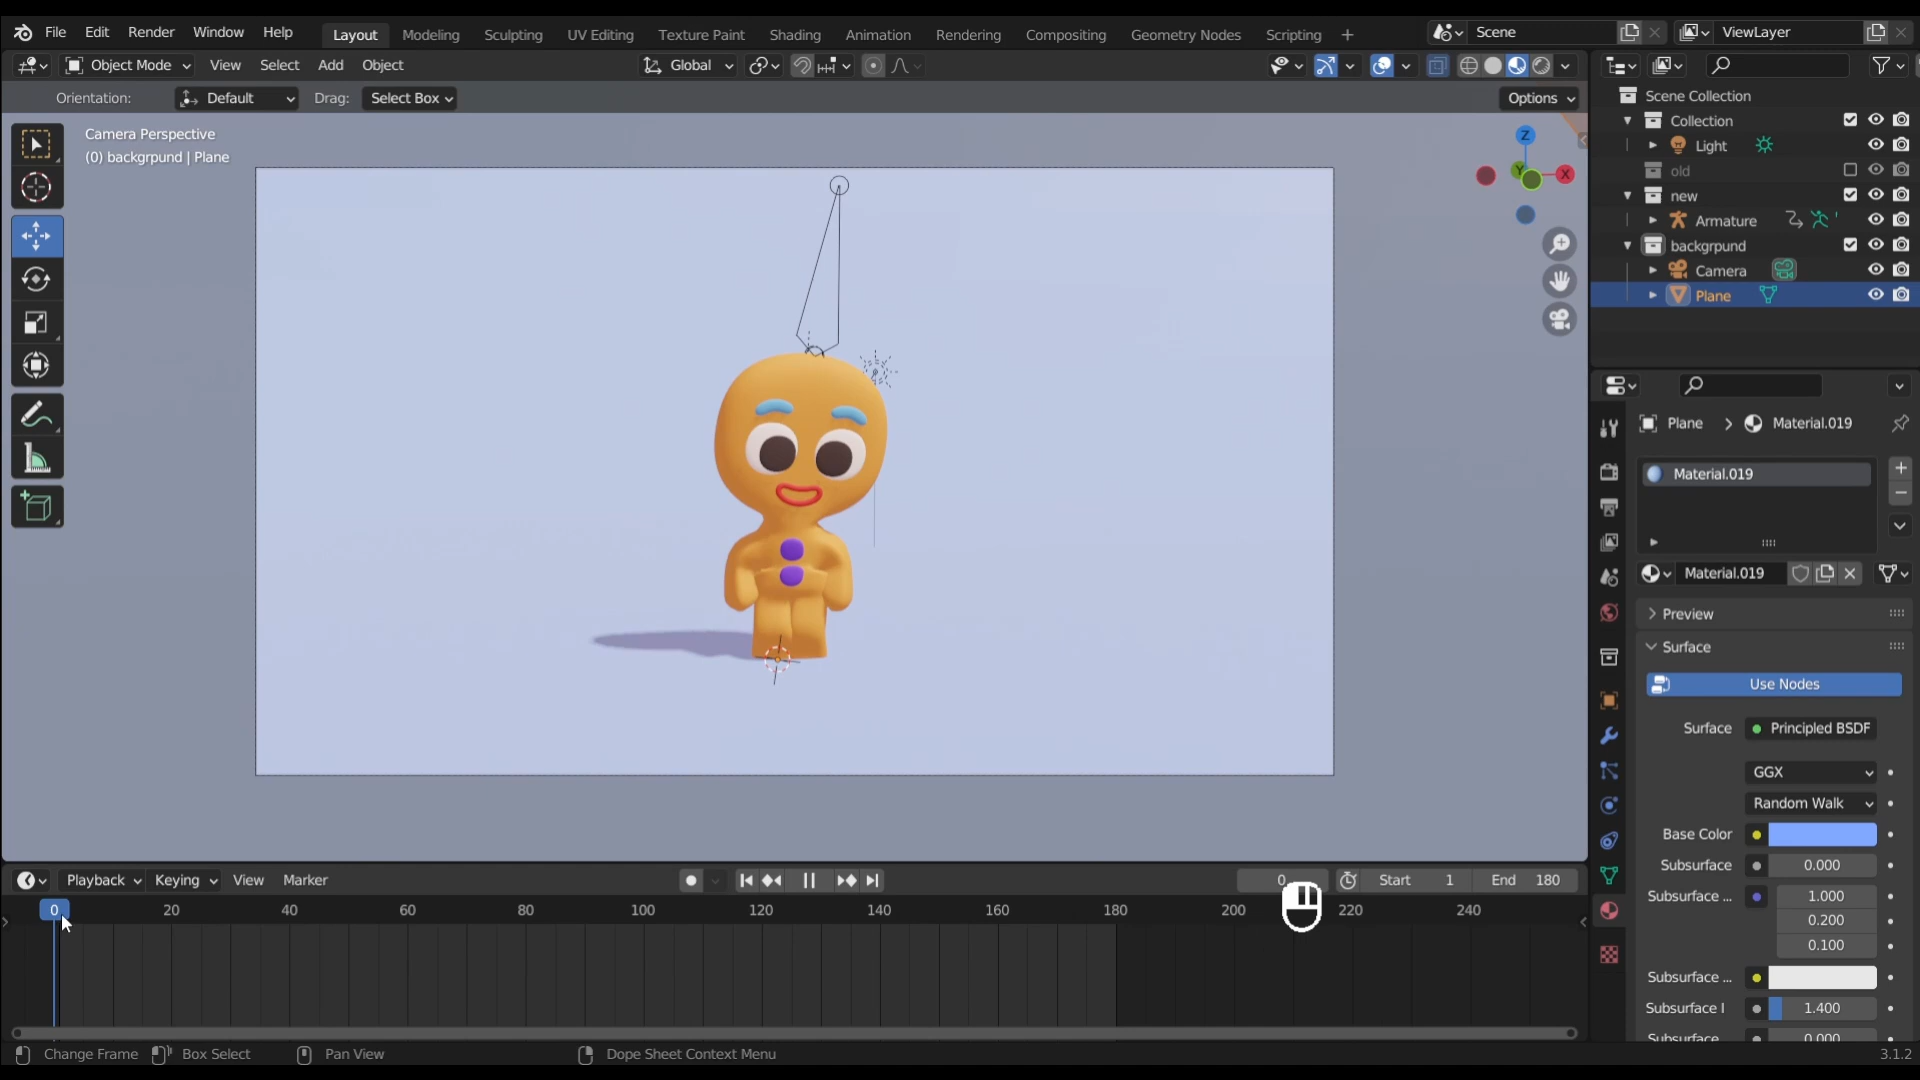 File Edit Render Window Help Layout Modeling Sculpting UV Editing Texture Paint Shading Animation Rendering Compositing Geometry Nodes Scripting + Scene ViewLayer
Object Mode View Select Add Object Global
Orientation: Default Drag: Select Box Options
Camera Perspective
(0) backgrpund | Plane
Z
Y
X
Scene Collection
Collection
Light
old
new
Armature
backgrpund
Camera
Plane
Plane > Material.019
Material.019
Material.019
Preview
Surface
Use Nodes
Surface Principled BSDF
GGX
Random Walk
Base Color
Subsurface 0.000
Subsurface ... 1.000
0.200
0.100
Subsurface ...
Subsurface I 1.400
Subsurface 0.000
Playback Keying View Marker 0 Start 1 End 180
0 20 40 60 80 100 120 140 160 180 200 220 240
Change Frame Box Select Pan View Dope Sheet Context Menu 3.1.2